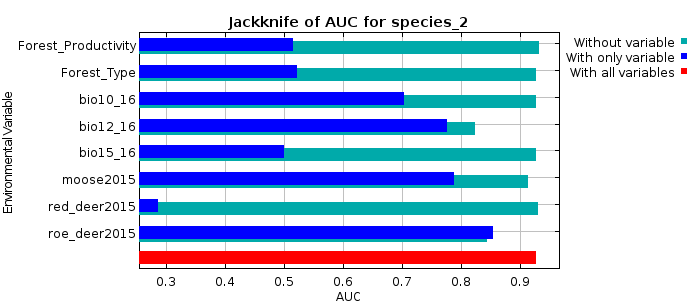 Jackknife of AUC for species_2
Environmental Variable
Forest_Productivity
Forest_Type
bio10_16
bio12_16
bio15_16
moose2015
red_deer2015
roe_deer2015
0.3 0.4 0.5 0.6 0.7 0.8 0.9
AUC
Without variable
With only variable
With all variables